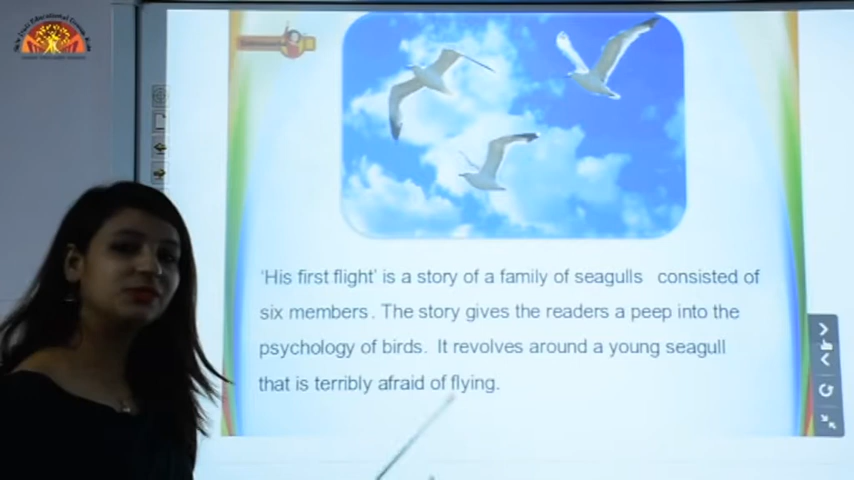 'His first flight' is a story of a family of seagulls consisted of
six members. The story gives the readers a peep into the
psychology of birds. It revolves around a young seagull
that is terribly afraid of flying.